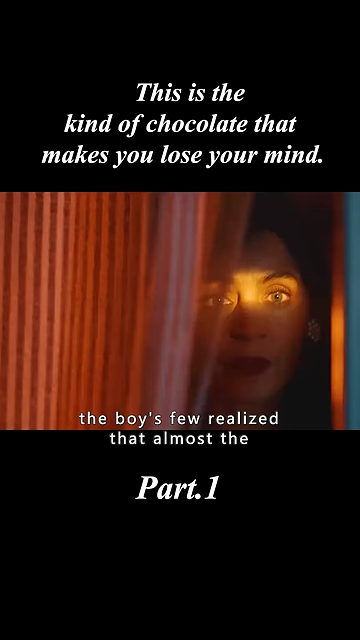 This is the
kind of chocolate that
makes you lose your mind.
the boy's few realized
that almost the
Part.1